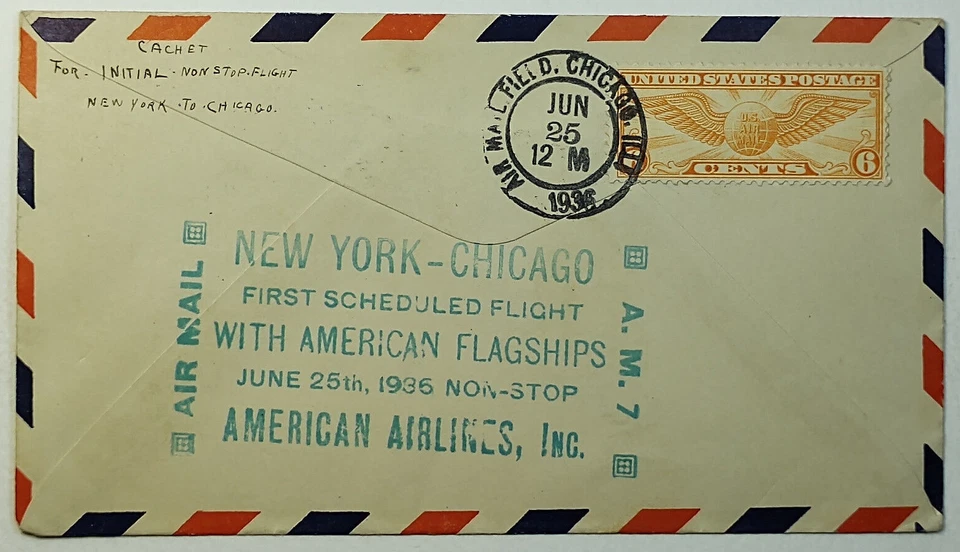 CACHET
FOR - INITIAL - NON STOP - FLIGHT
NEW YORK - TO - CHICAGO.
AIR MAIL FIELD, CHICAGO, ILL.
JUN
25
12 M
1936
UNITED STATES POSTAGE
U.S.
AIR
MAIL
6
CENTS
6
AIR MAIL
NEW YORK-CHICAGO
FIRST SCHEDULED FLIGHT
WITH AMERICAN FLAGSHIPS
JUNE 25th, 1936 NON-STOP
AMERICAN AIRLINES, INC.
A. M. 7